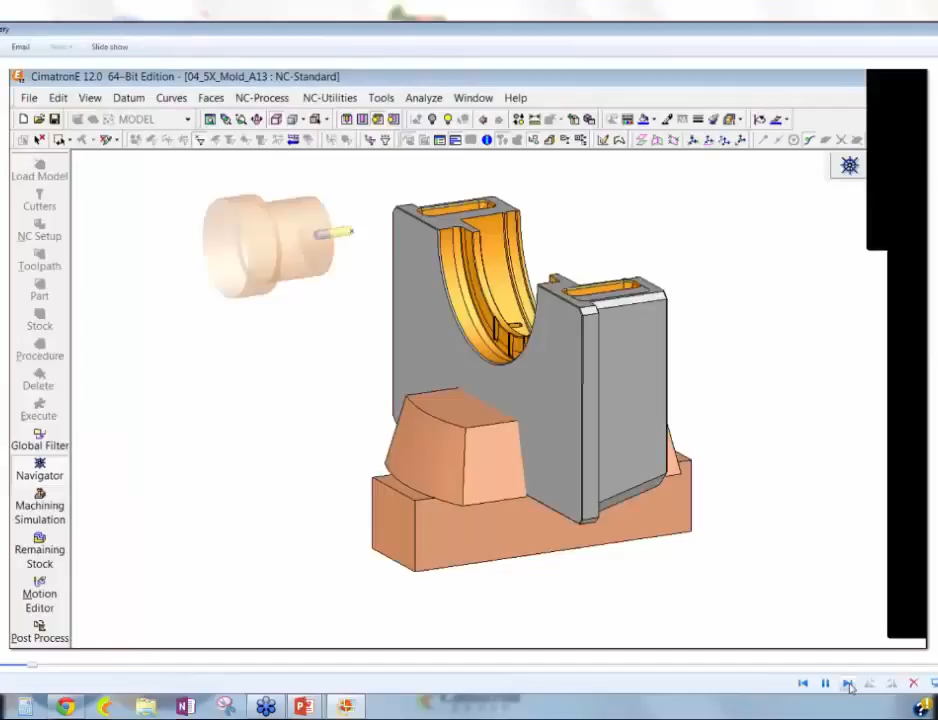 ry
Email
Slide show
CimatronE 12.0 64-Bit Edition - [04_5X_Mold_A13 : NC-Standard]
File Edit View Datum Curves Faces NC-Process NC-Utilities Tools Analyze Window Help
MODEL
Load Model
Cutters
NC Setup
Toolpath
Part
Stock
Procedure
Delete
Execute
Global Filter
Navigator
Machining
Simulation
Remaining
Stock
Motion
Editor
Post Process